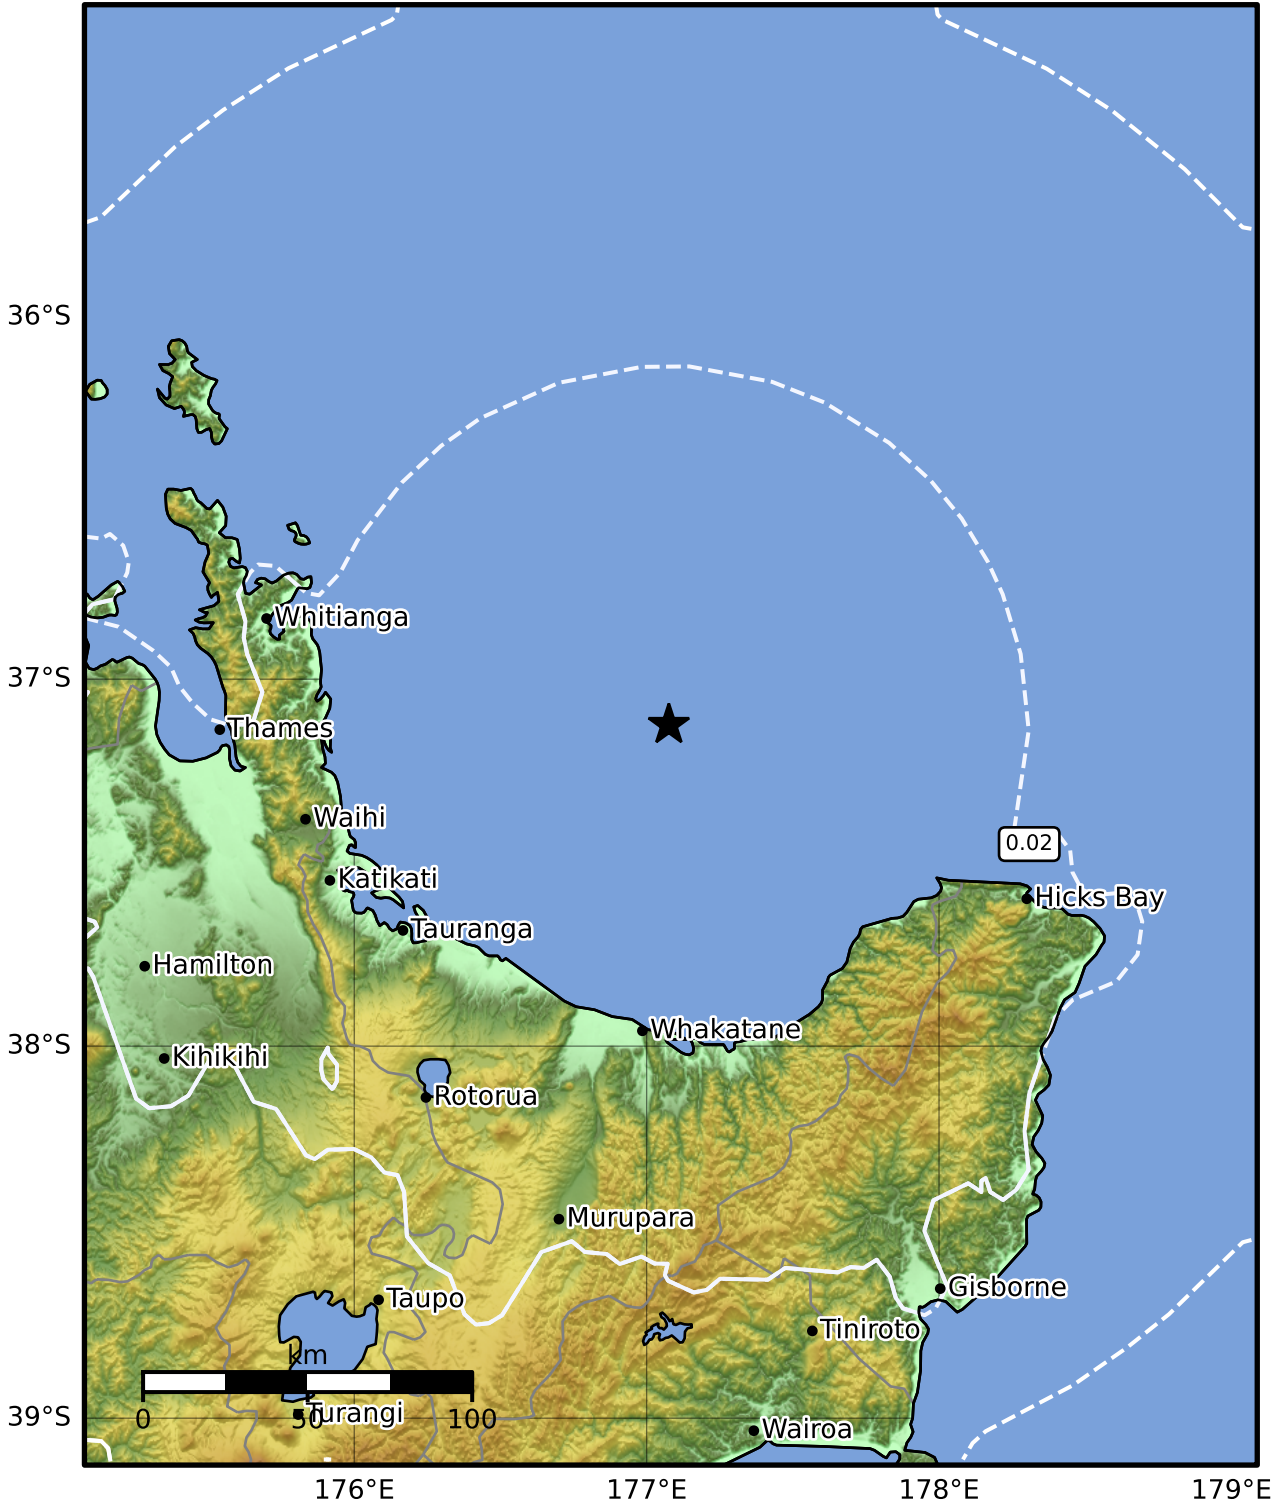 36°S
Whitianga
37°S
Thames
Waihi
0.02
Katikati
Hicks Bay
Tauranga
Hamilton
Whakatane
38°S
Kihikihi
Rotorua
Murupara
Gisborne
Taupo
Tiniroto
km
0 50 100
Turangi
39°S
Wairoa
176°E 177°E 178°E 179°E